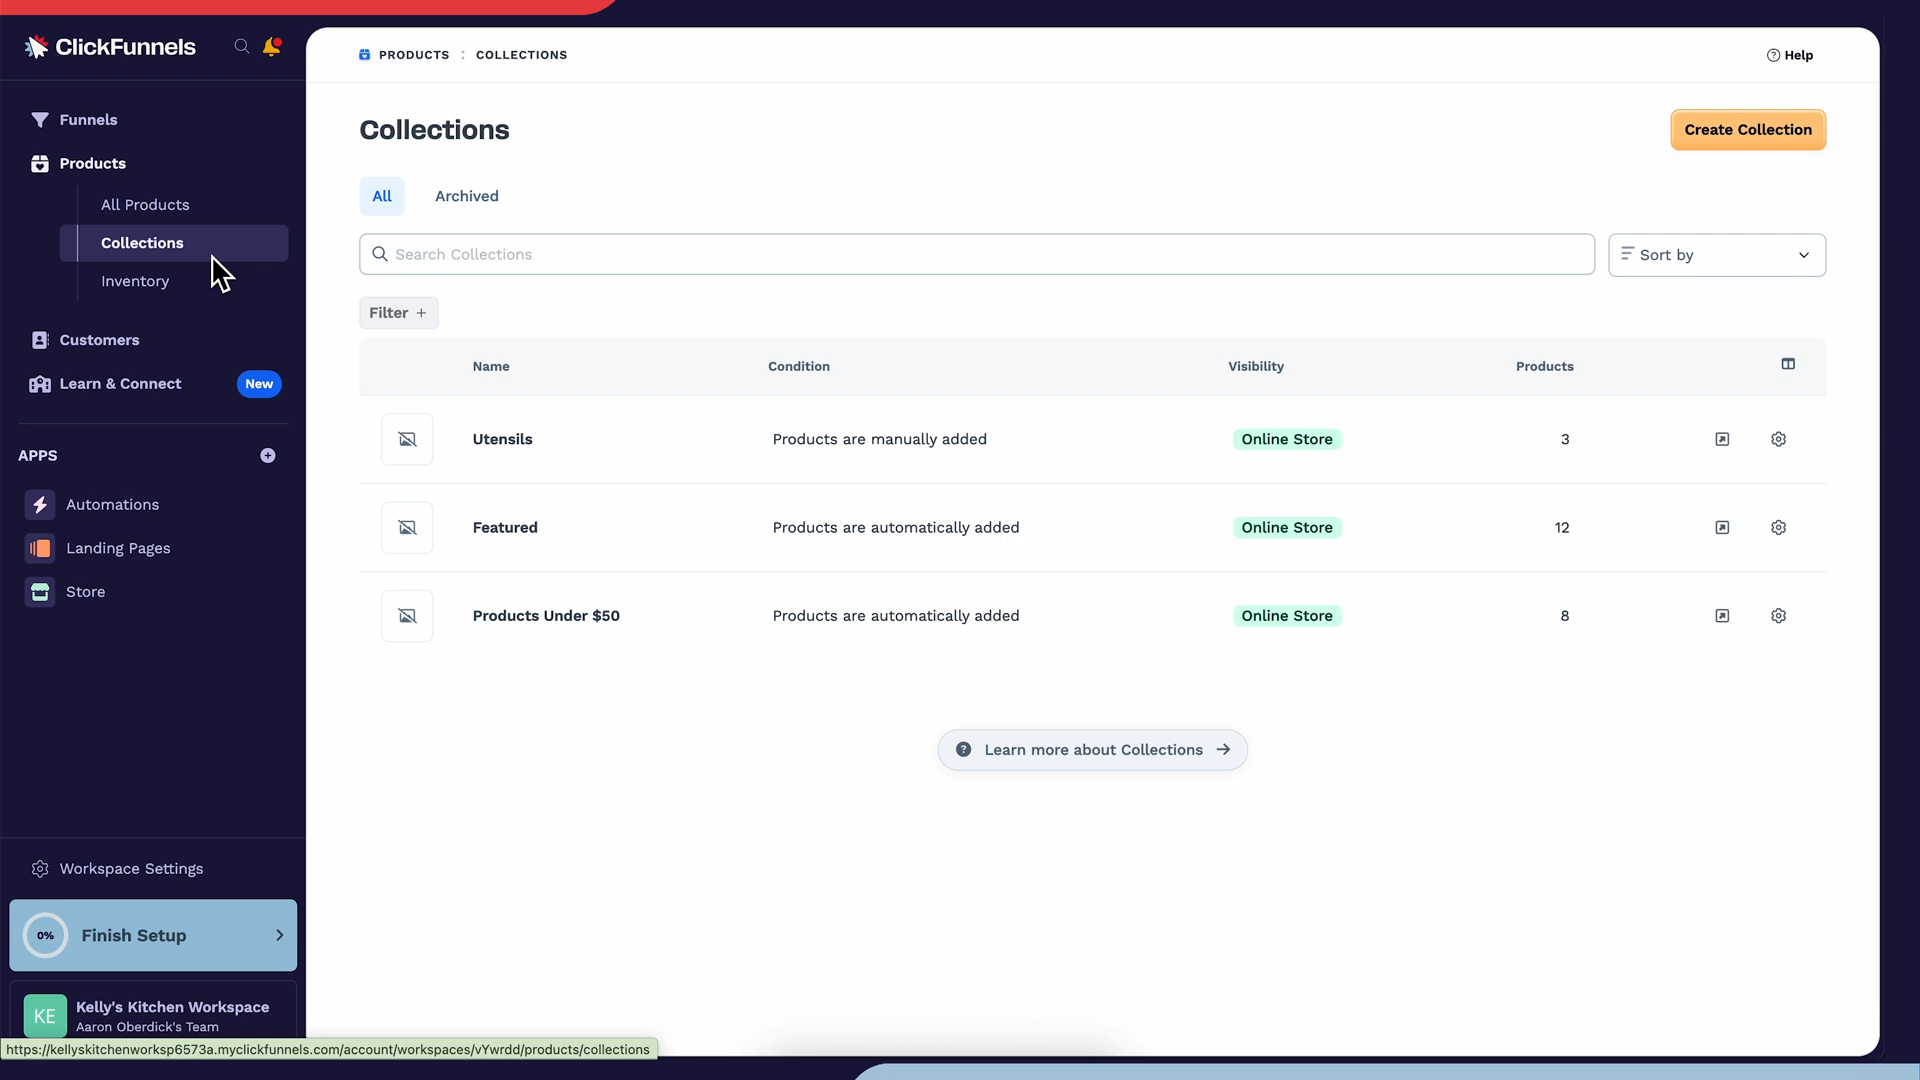 ClickFunnels
Funnels
Products
All Products
Collections
Inventory
Customers
Learn & Connect New
APPS
Automations
Landing Pages
Store
Workspace Settings
0% Finish Setup
KE Kelly's Kitchen Workspace
Aaron Oberdick's Team
https://kellyskitchenworksp6573a.myclickfunnels.com/account/workspaces/vYwrdd/products/collections
PRODUCTS : COLLECTIONS
Help
Collections
Create Collection
All Archived
Search Collections
Sort by
Filter +
Name Condition Visibility Products
Utensils Products are manually added Online Store 3
Featured Products are automatically added Online Store 12
Products Under $50 Products are automatically added Online Store 8
Learn more about Collections